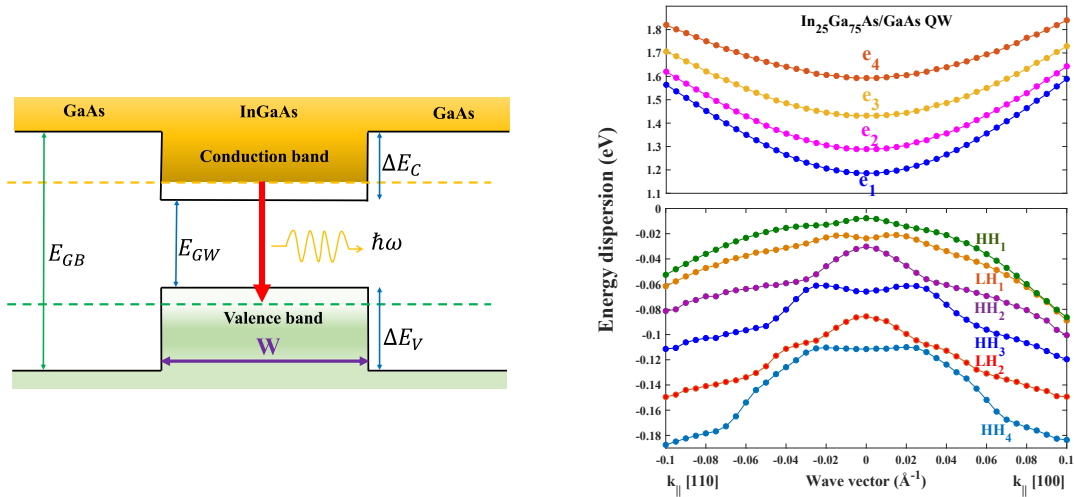 GaAs
InGaAs
GaAs
Conduction band
ΔE_C
E_GB
E_GW
ℏω
Valence band
W
ΔE_V
In₂₅Ga₇₅As/GaAs QW
Energy dispersion (eV)
1.8
1.7
1.6
1.5
1.4
1.3
1.2
1.1
e₄
e₃
e₂
e₁
0
-0.02
-0.04
-0.06
-0.08
-0.1
-0.12
-0.14
-0.16
-0.18
HH₁
LH₁
HH₂
HH₃
LH₂
HH₄
-0.1 -0.08 -0.06 -0.04 -0.02 0 0.02 0.04 0.06 0.08 0.1
k_|| [110] Wave vector (Å⁻¹) k_|| [100]